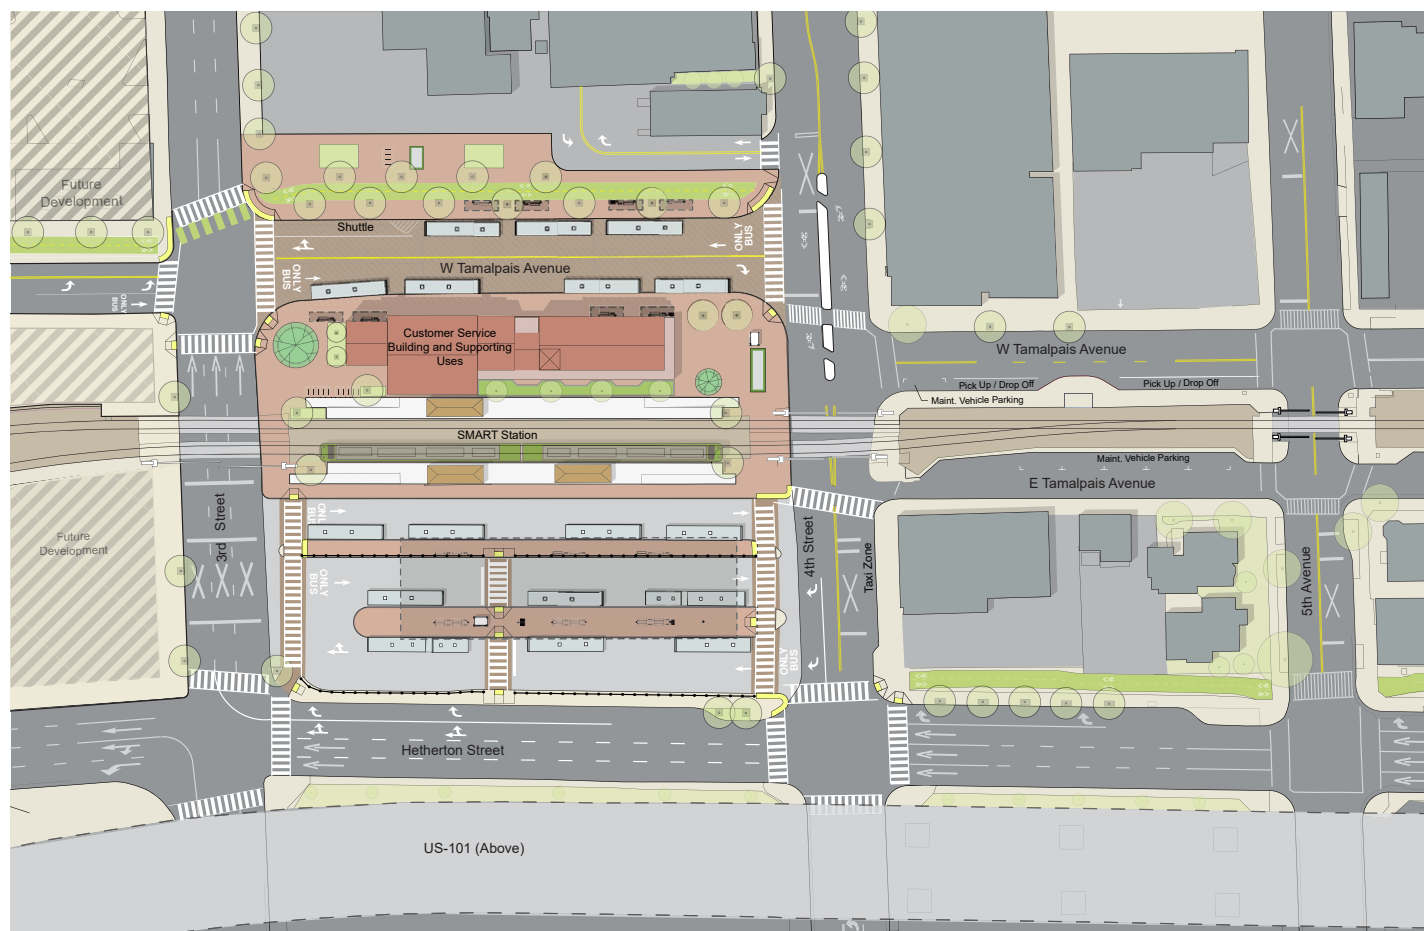 Future
Development
Shuttle
ONLY
BUS
W Tamalpais Avenue
ONLY
BUS
ONLY
BUS
Customer Service
Building and Supporting
Uses
W Tamalpais Avenue
Pick Up / Drop Off
Pick Up / Drop Off
Maint. Vehicle Parking
SMART Station
Maint. Vehicle Parking
E Tamalpais Avenue
3rd Street
ONLY
BUS
4th Street
Taxi Zone
5th Avenue
Future
Development
ONLY
BUS
ONLY
BUS
Hetherton Street
US-101 (Above)